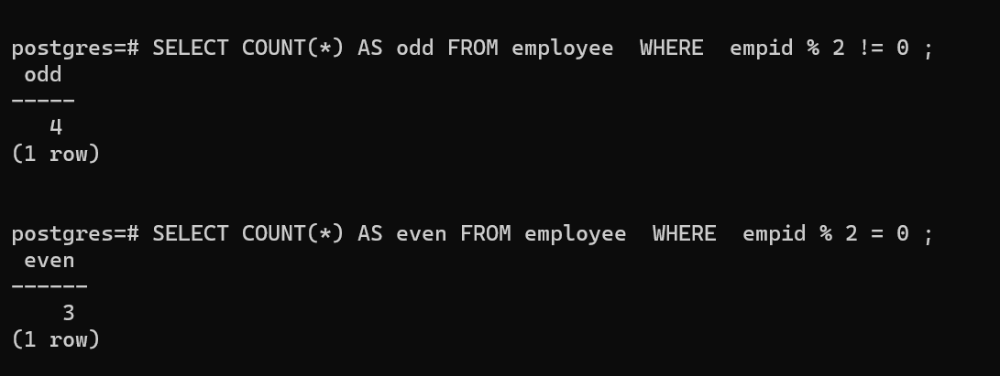 postgres=# SELECT COUNT(*) AS odd FROM employee  WHERE  empid % 2 != 0 ;
 odd
-----
   4
(1 row)
postgres=# SELECT COUNT(*) AS even FROM employee  WHERE  empid % 2 = 0 ;
 even
------
    3
(1 row)